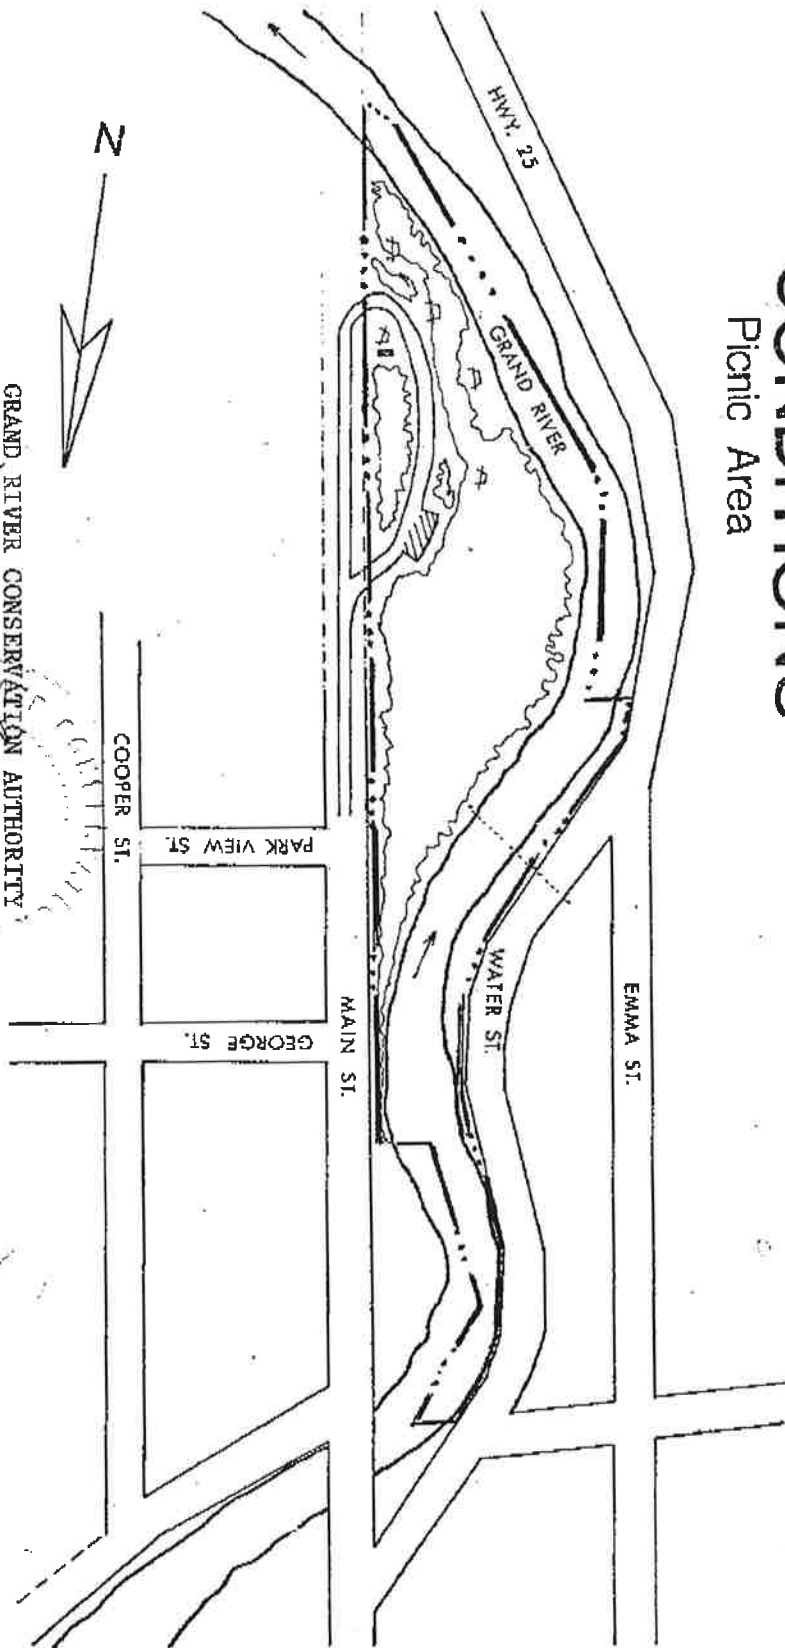 Picnic Area
HWY. 25
N
GRAND RIVER
GRAND RIVER CONSERVATION AUTHORITY
COOPER ST.
PARK VIEW ST.
MAIN ST.
GEORGE ST.
WATER ST.
EMMA ST.